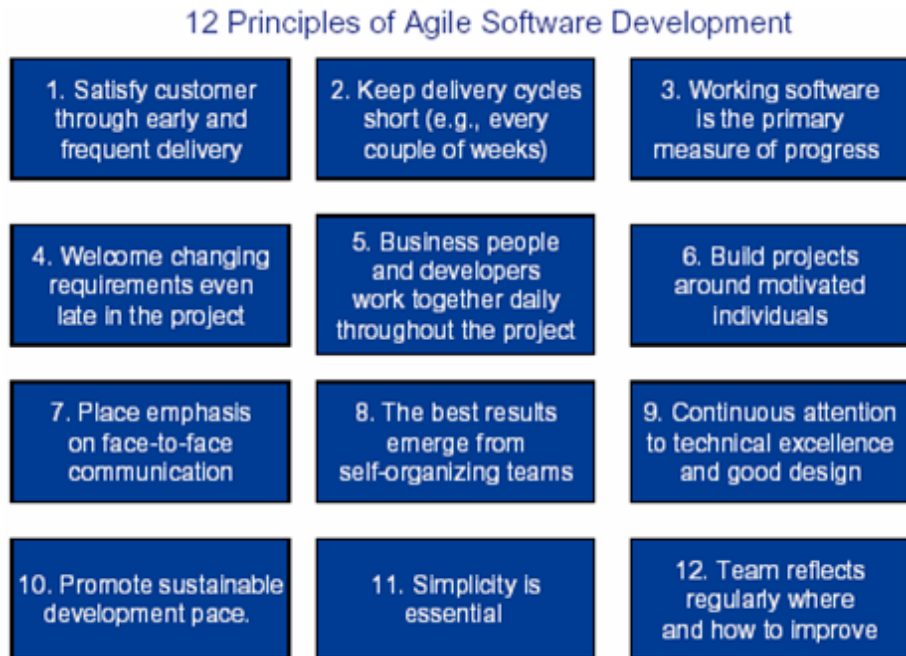 12 Principles of Agile Software Development
1. Satisfy customer
through early and
frequent delivery
2. Keep delivery cycles
short (e.g., every
couple of weeks)
3. Working software
is the primary
measure of progress
4. Welcome changing
requirements even
late in the project
5. Business people
and developers
work together daily
throughout the project
6. Build projects
around motivated
individuals
7. Place emphasis
on face-to-face
communication
8. The best results
emerge from
self-organizing teams
9. Continuous attention
to technical excellence
and good design
10. Promote sustainable
development pace.
11. Simplicity is
essential
12. Team reflects
regularly where
and how to improve